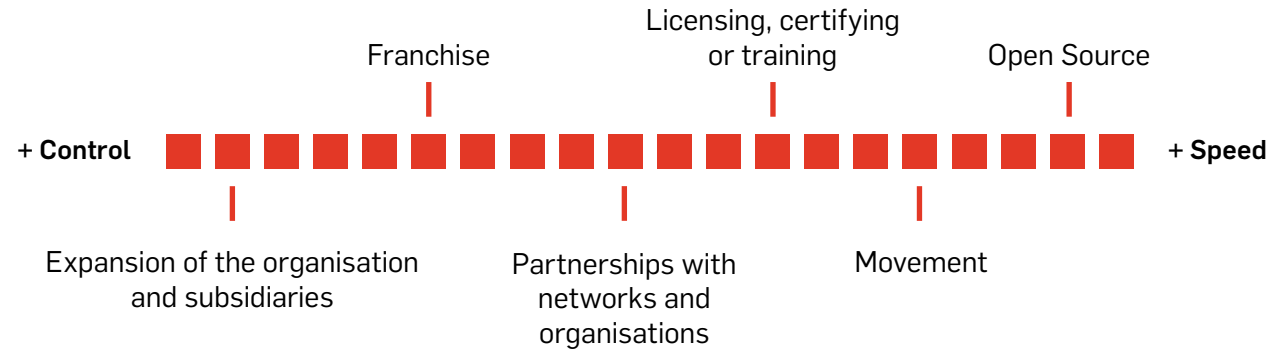 Licensing, certifying
or training
Franchise
Open Source
+ Control
+ Speed
Expansion of the organisation
and subsidiaries
Partnerships with
networks and
organisations
Movement